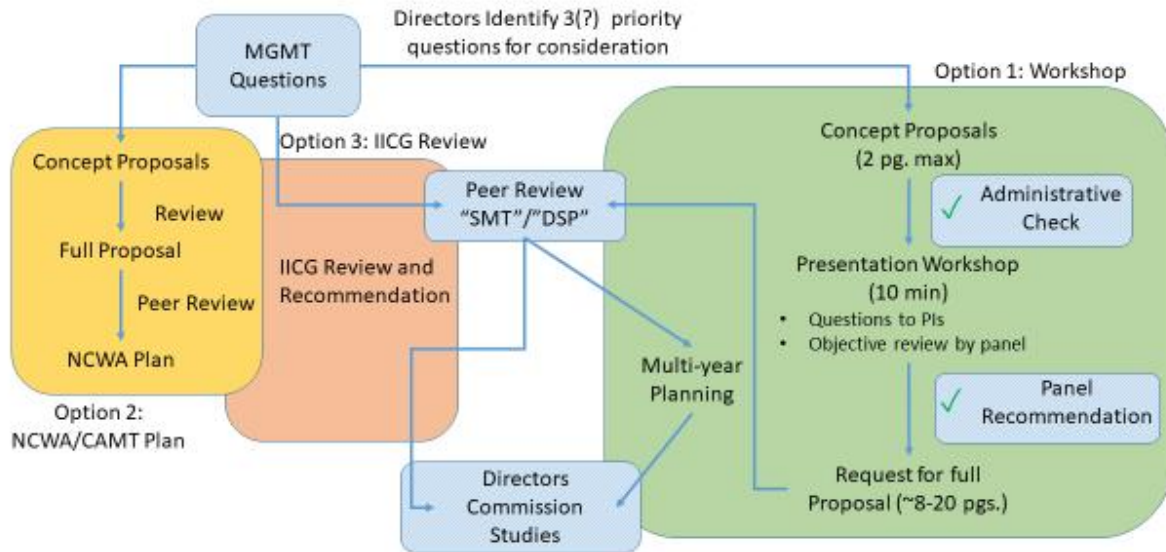 Directors Identify 3(?) priority
questions for consideration
MGMT
Questions
Option 1: Workshop
Concept Proposals
(2 pg. max)
Administrative
Check
Presentation Workshop
(10 min)
• Questions to PIs
• Objective review by panel
Panel
Recommendation
Request for full
Proposal (~8-20 pgs.)
Multi-year
Planning
Option 3: IICG Review
Peer Review
“SMT”/”DSP”
IICG Review and
Recommendation
Concept Proposals
Review
Full Proposal
Peer Review
NCWA Plan
Option 2:
NCWA/CAMT Plan
Directors
Commission
Studies